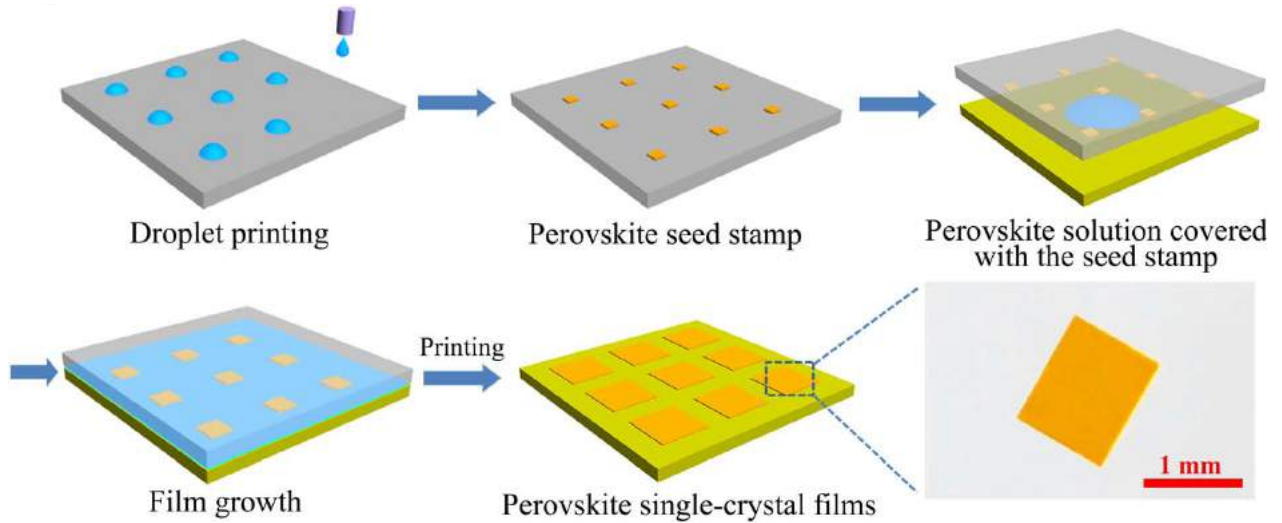 Droplet printing
Perovskite seed stamp
Perovskite solution covered
with the seed stamp
Printing
Film growth
Perovskite single-crystal films
1 mm